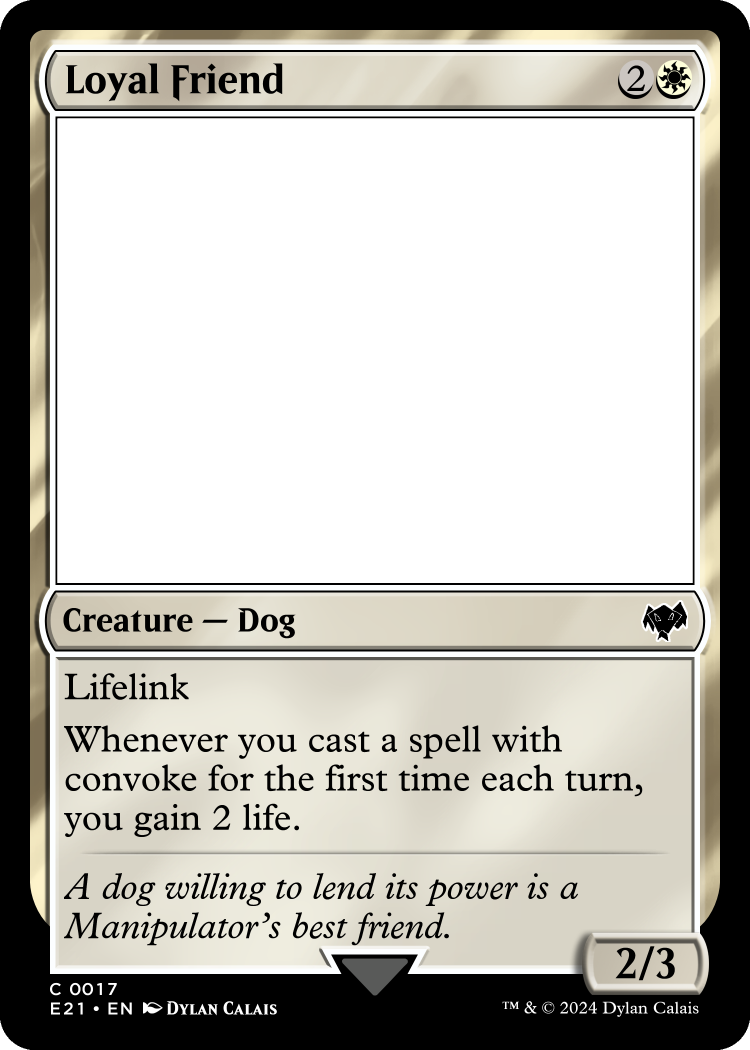 Loyal Friend 2
Creature — Dog
Lifelink
Whenever you cast a spell with
convoke for the first time each turn,
you gain 2 life.
A dog willing to lend its power is a
Manipulator's best friend.
2/3
C 0017
E21 • EN DYLAN CALAIS
™ & © 2024 Dylan Calais